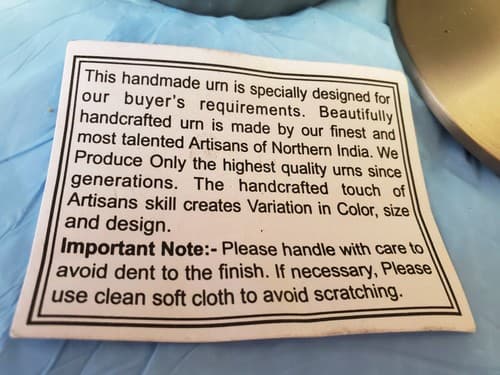 This handmade urn is specially designed for
our buyer's requirements. Beautifully
handcrafted urn is made by our finest and
most talented Artisans of Northern India. We
Produce Only the highest quality urns since
generations. The handcrafted touch of
Artisans skill creates Variation in Color, size
and design.
Important Note:- Please handle with care to
avoid dent to the finish. If necessary, Please
use clean soft cloth to avoid scratching.